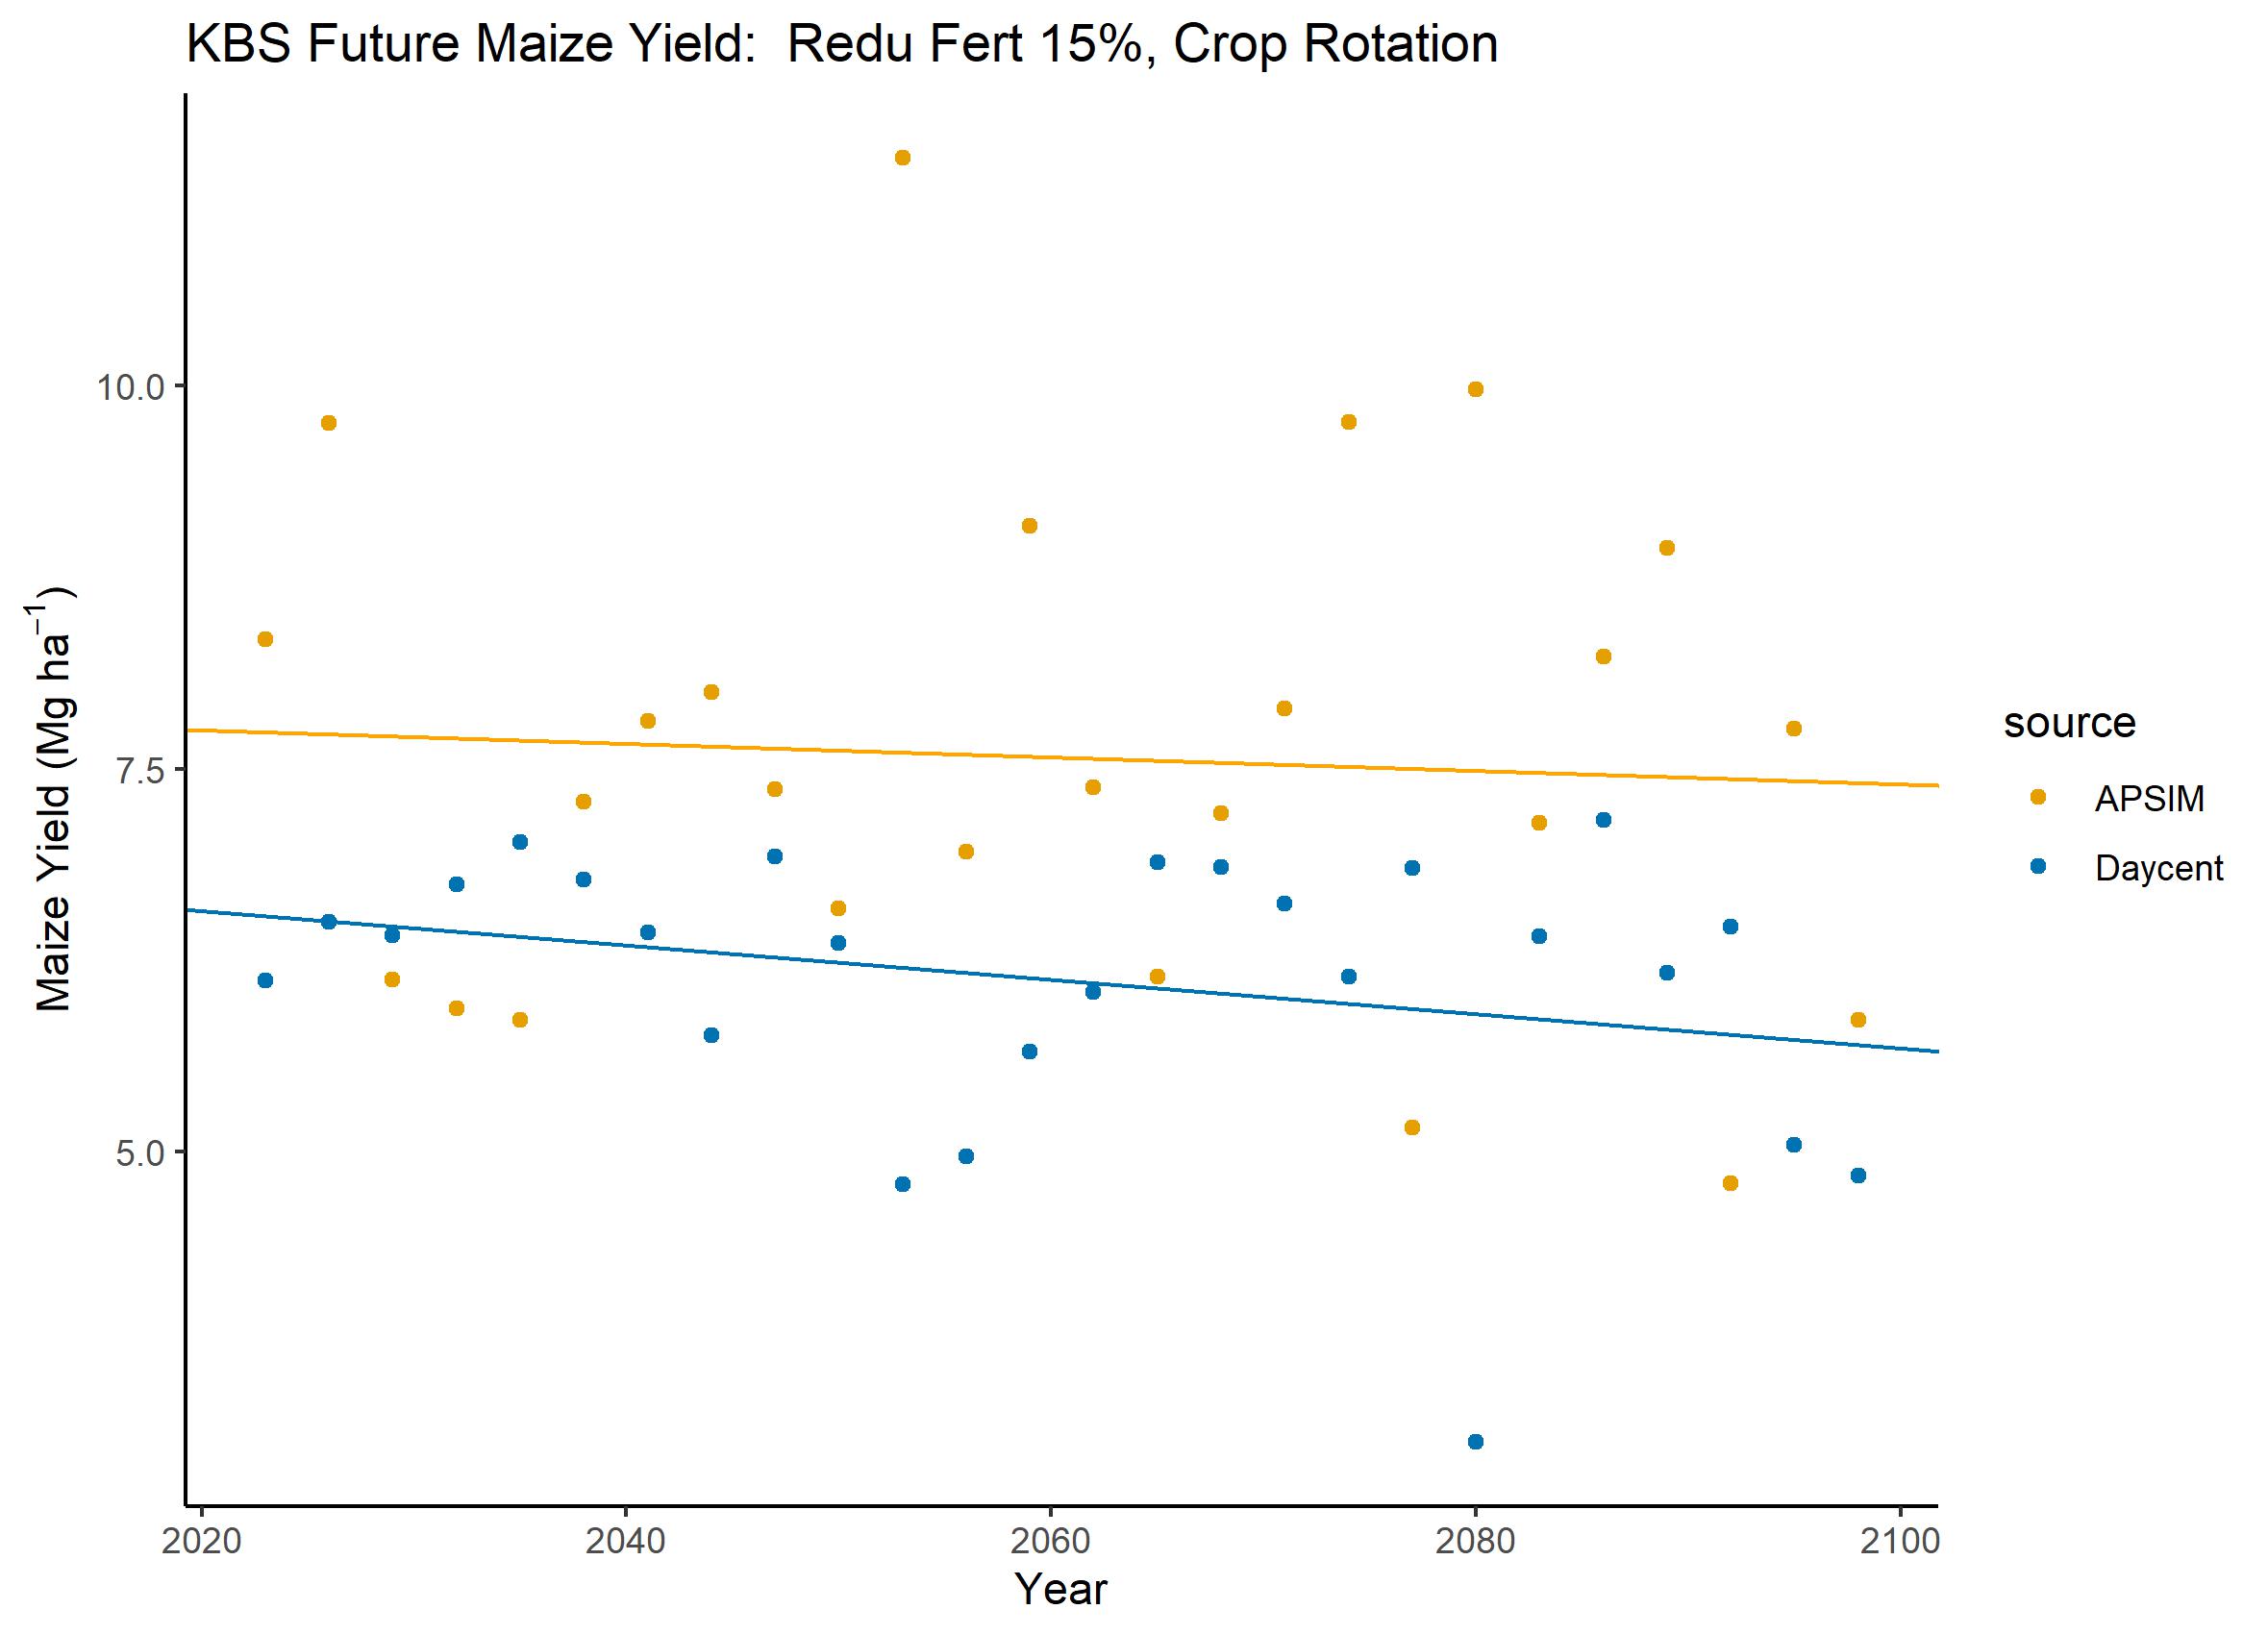 KBS Future Maize Yield:  Redu Fert 15%, Crop Rotation
Maize Yield (Mg ha⁻¹)
10.0
7.5
5.0
2020 2040 2060 2080 2100
Year
source
APSIM
Daycent